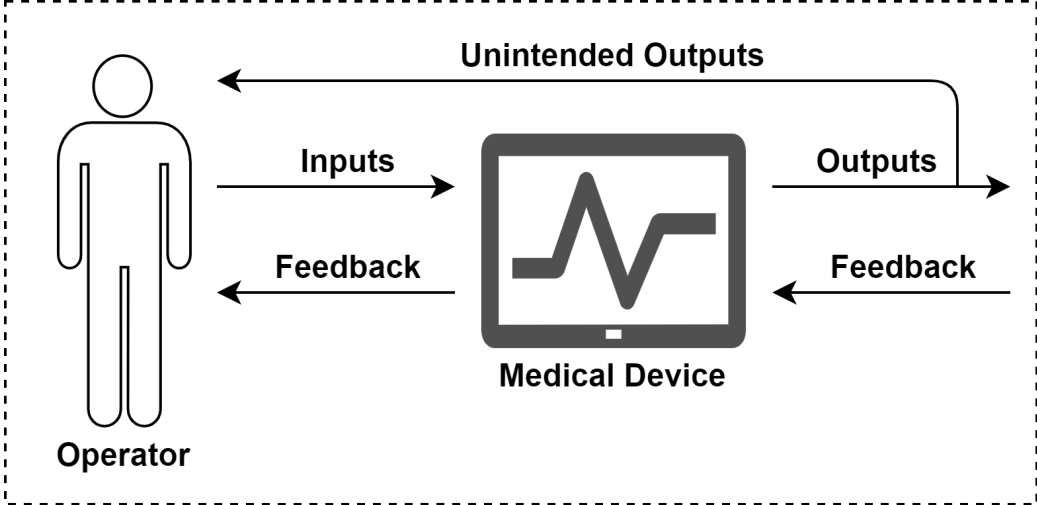 Unintended Outputs
Inputs
Outputs
Feedback
Feedback
Medical Device
Operator